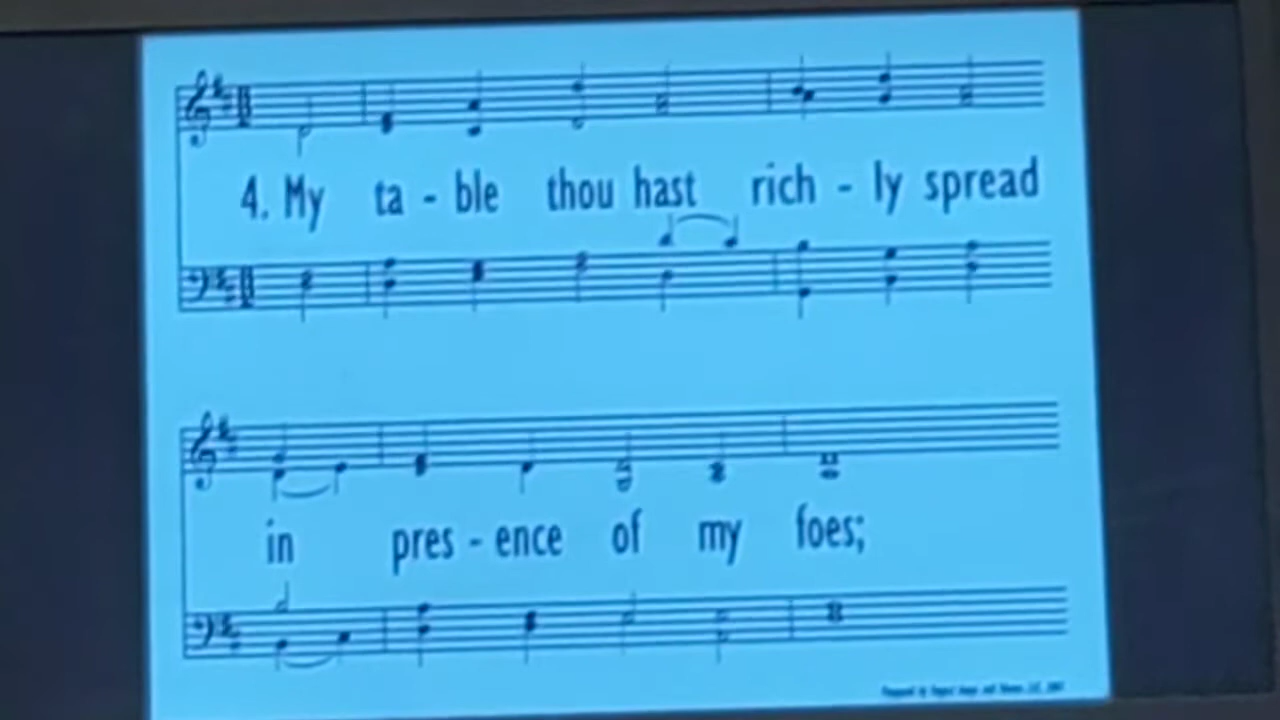 4. My ta - ble thou hast rich - ly spread
in pres - ence of my foes;